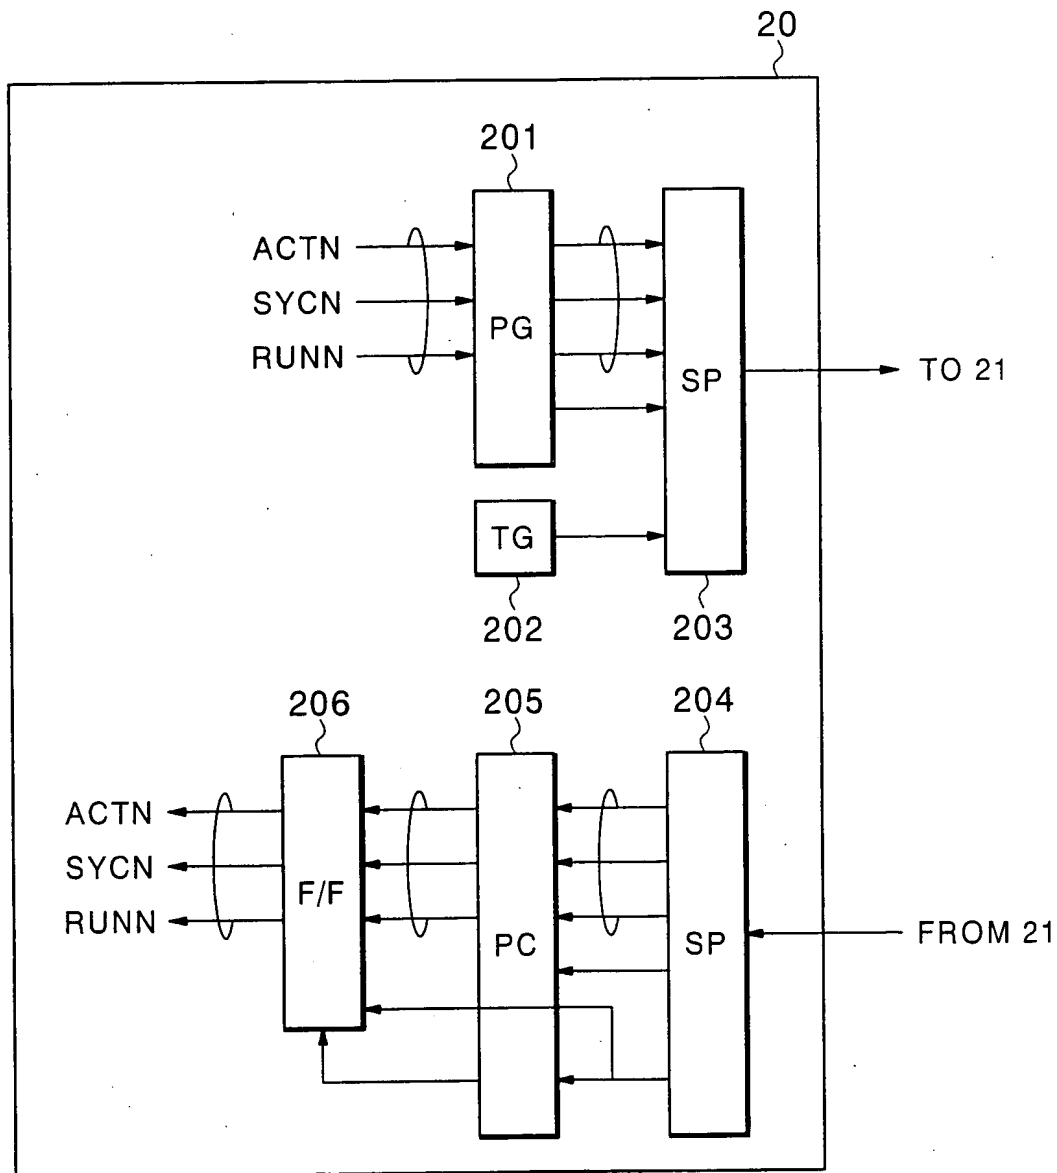 20
201
ACTN
SYCN
RUNN
PG
SP
TO 21
TG
202
203
206
205
204
ACTN
SYCN
RUNN
F/F
PC
SP
FROM 21